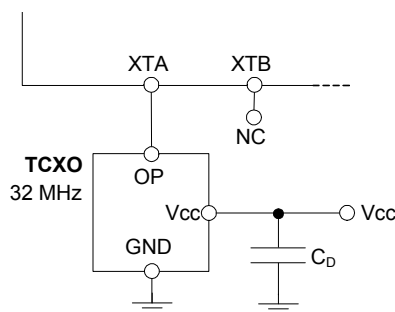 XTA XTB
NC
TCXO OP
32 MHz
Vcc Vcc
GND
CD